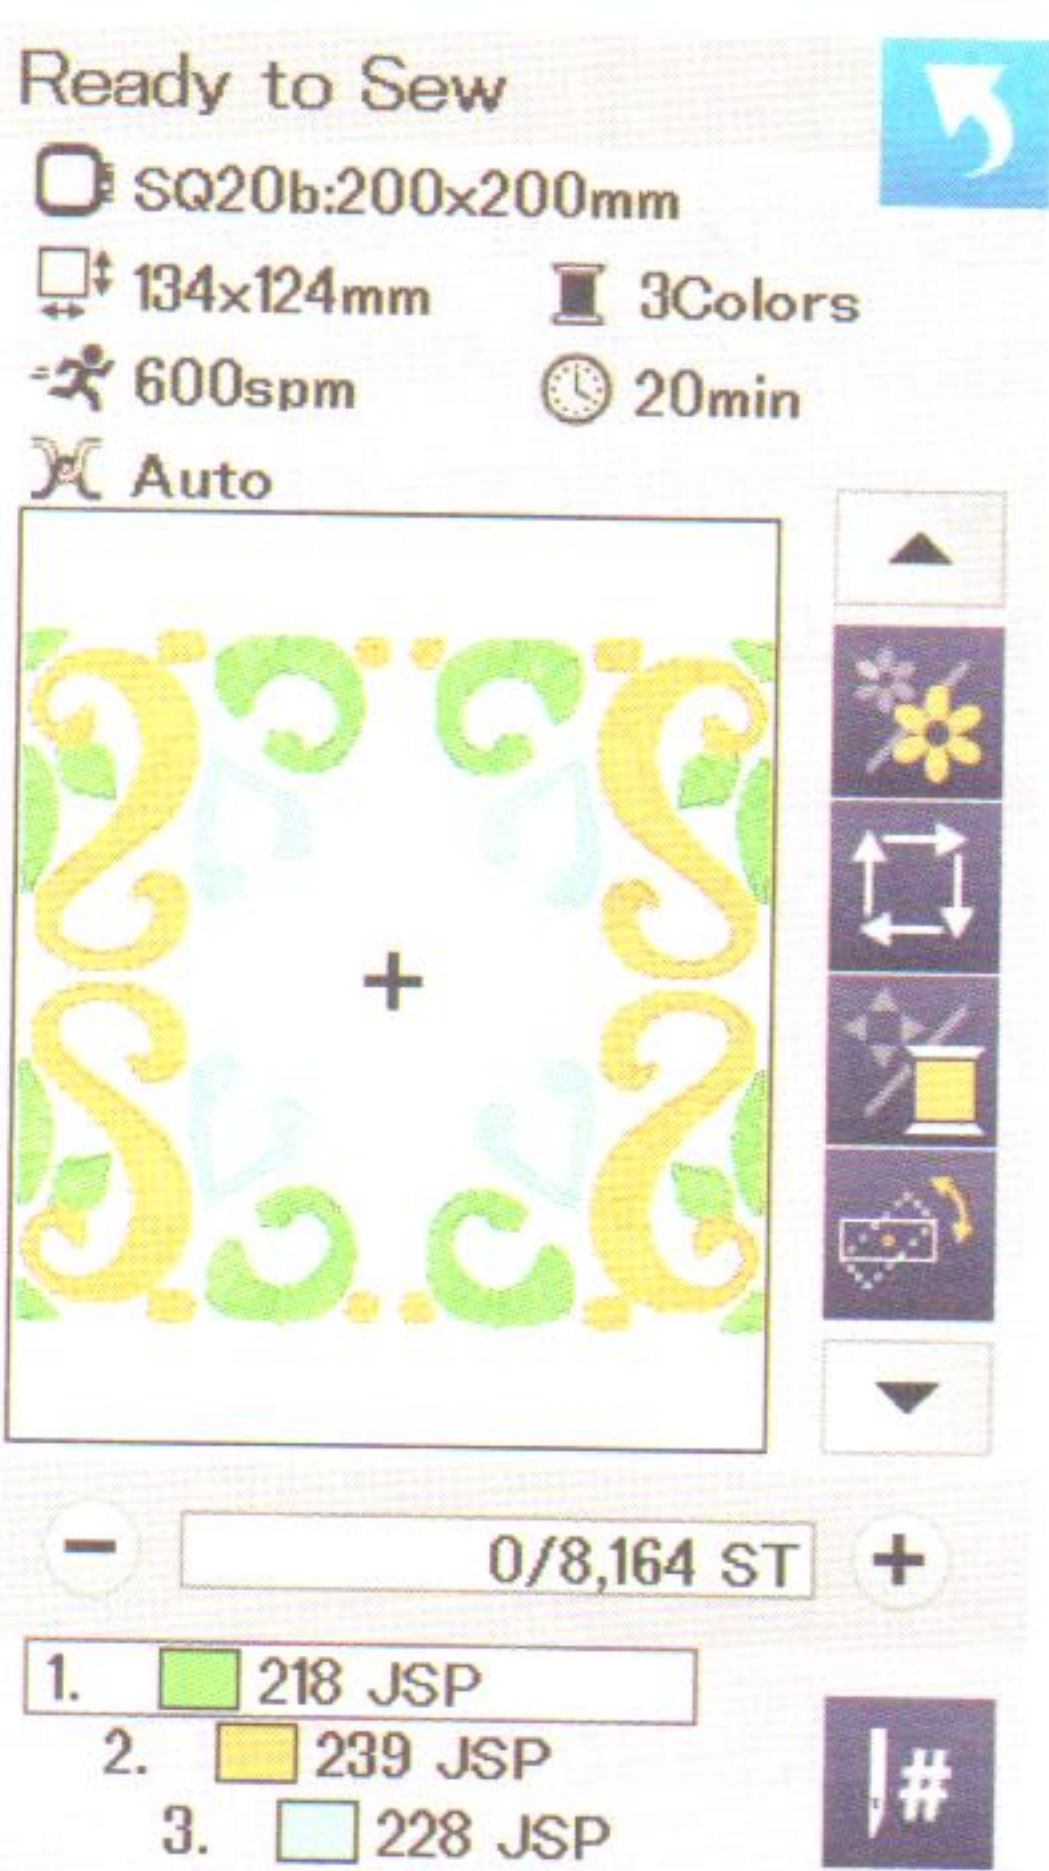 Ready to Sew
SQ20b:200x200mm
134x124mm 3Colors
600spm 20min
Auto
0/8,164 ST
1. 218 JSP
2. 239 JSP
3. 228 JSP
#